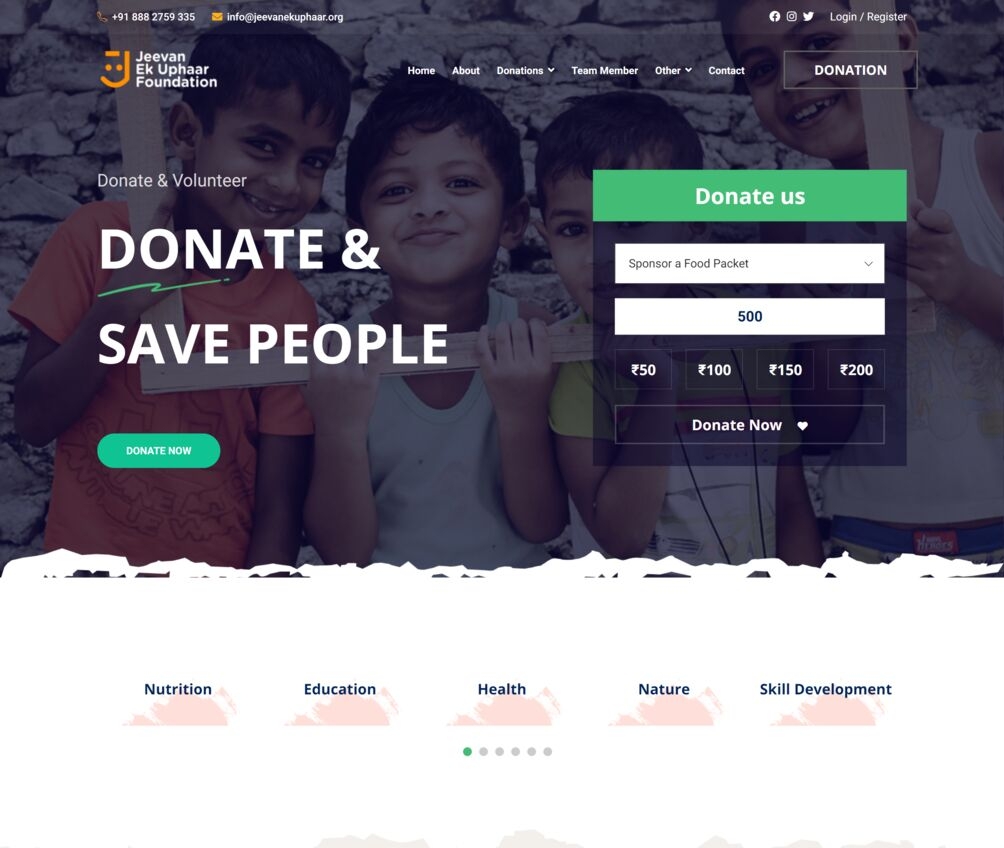 +91 888 2759 335
info@jeevanekuphaar.org
Login / Register
Jeevan
Ek Uphaar
Foundation
Home
About
Donations
Team Member
Other
Contact
DONATION
Donate & Volunteer
DONATE &
SAVE PEOPLE
DONATE NOW
Donate us
Sponsor a Food Packet
500
₹50
₹100
₹150
₹200
Donate Now
Nutrition
Education
Health
Nature
Skill Development